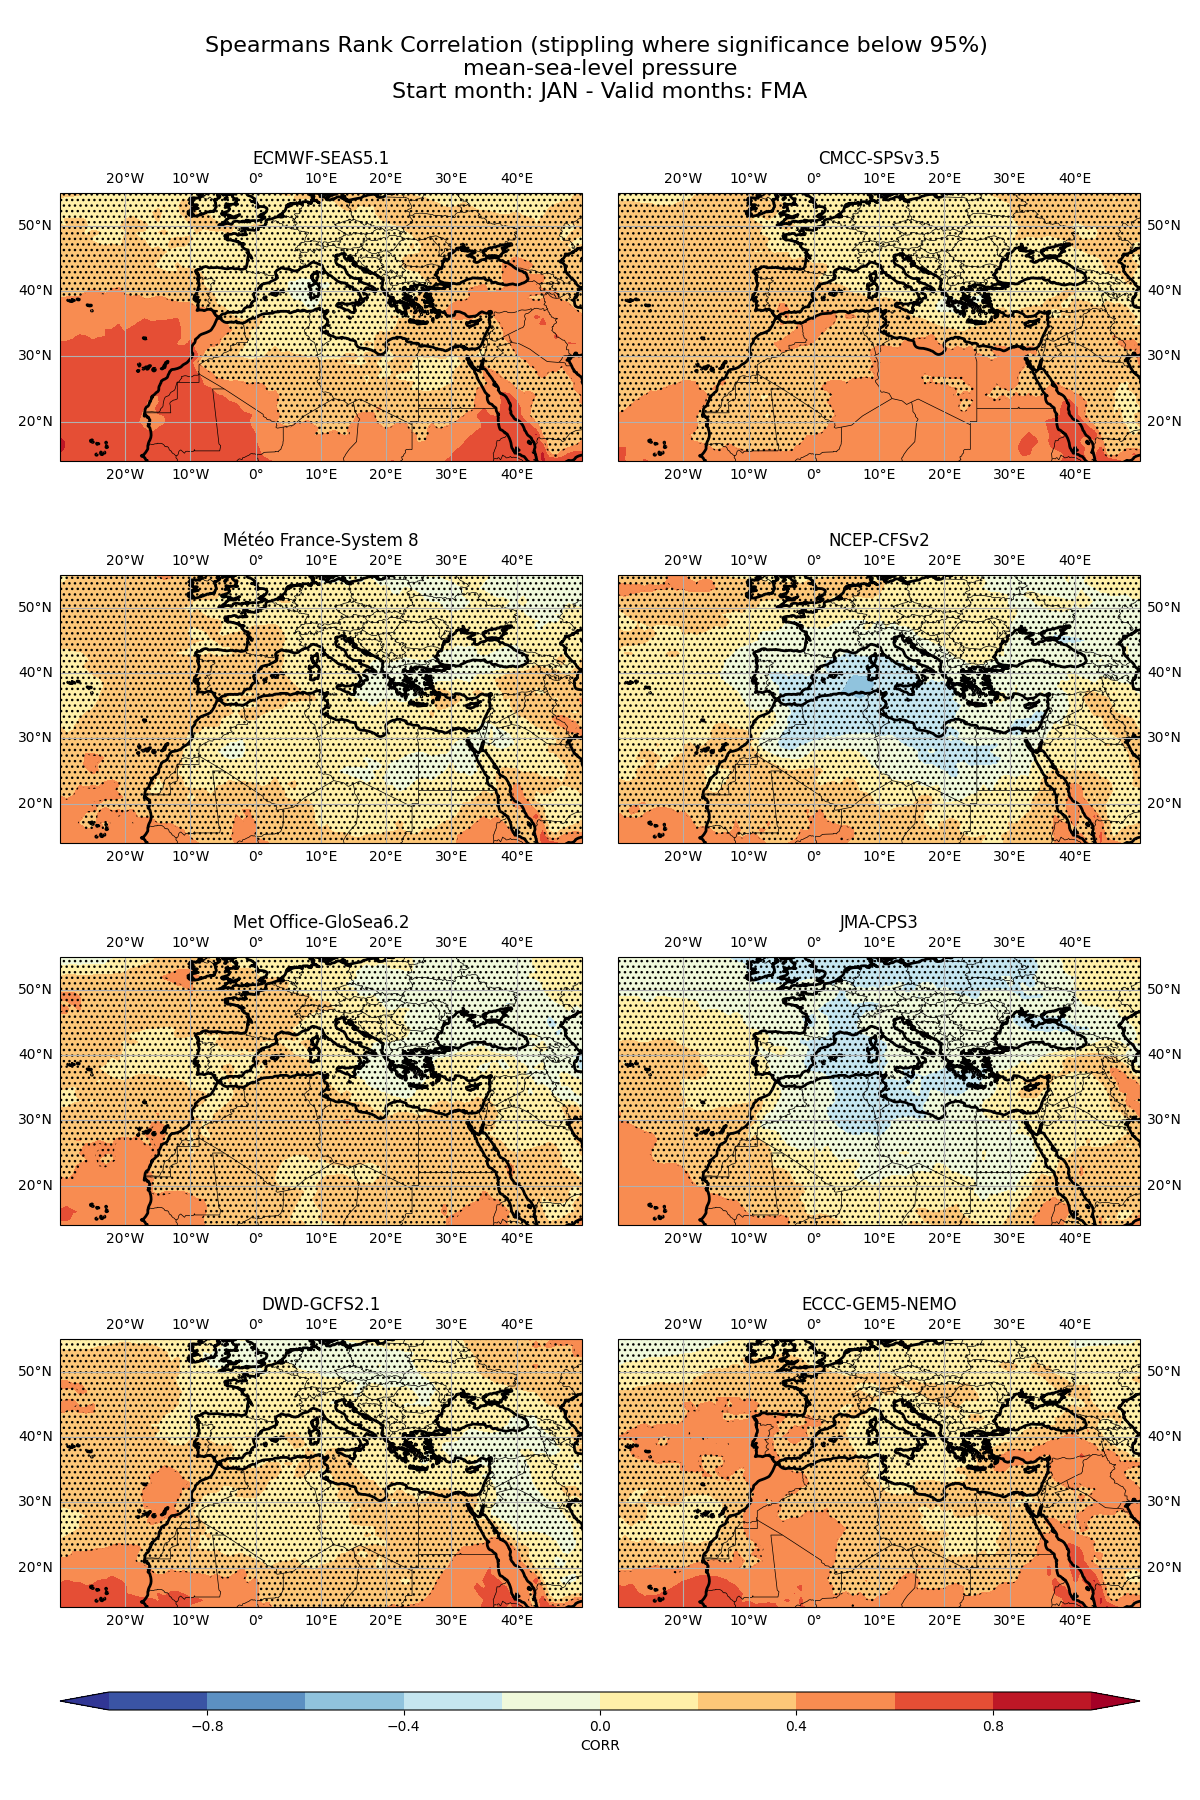 Spearmans Rank Correlation (stippling where significance below 95%)
mean-sea-level pressure
Start month: JAN - Valid months: FMA
ECMWF-SEAS5.1
20°W 10°W 0° 10°E 20°E 30°E 40°E
50°N
40°N
30°N
20°N
20°W 10°W 0° 10°E 20°E 30°E 40°E
CMCC-SPSv3.5
20°W 10°W 0° 10°E 20°E 30°E 40°E
50°N
40°N
30°N
20°N
20°W 10°W 0° 10°E 20°E 30°E 40°E
Météo France-System 8
20°W 10°W 0° 10°E 20°E 30°E 40°E
50°N
40°N
30°N
20°N
20°W 10°W 0° 10°E 20°E 30°E 40°E
NCEP-CFSv2
20°W 10°W 0° 10°E 20°E 30°E 40°E
50°N
40°N
30°N
20°N
20°W 10°W 0° 10°E 20°E 30°E 40°E
Met Office-GloSea6.2
20°W 10°W 0° 10°E 20°E 30°E 40°E
50°N
40°N
30°N
20°N
20°W 10°W 0° 10°E 20°E 30°E 40°E
JMA-CPS3
20°W 10°W 0° 10°E 20°E 30°E 40°E
50°N
40°N
30°N
20°N
20°W 10°W 0° 10°E 20°E 30°E 40°E
DWD-GCFS2.1
20°W 10°W 0° 10°E 20°E 30°E 40°E
50°N
40°N
30°N
20°N
20°W 10°W 0° 10°E 20°E 30°E 40°E
ECCC-GEM5-NEMO
20°W 10°W 0° 10°E 20°E 30°E 40°E
50°N
40°N
30°N
20°N
20°W 10°W 0° 10°E 20°E 30°E 40°E
−0.8 −0.4 0.0 0.4 0.8
CORR